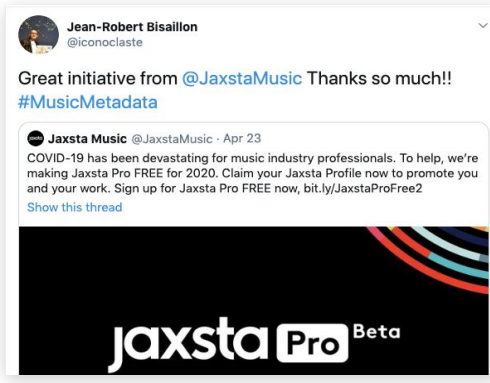 Jean-Robert Bisaillon
@iconoclaste
Great initiative from @JaxstaMusic Thanks so much!!
#MusicMetadata
jaxsta
Jaxsta Music @JaxstaMusic · Apr 23
COVID-19 has been devastating for music industry professionals. To help, we're
making Jaxsta Pro FREE for 2020. Claim your Jaxsta Profile now to promote you
and your work. Sign up for Jaxsta Pro FREE now, bit.ly/JaxstaProFree2
Show this thread
jaxsta Pro Beta